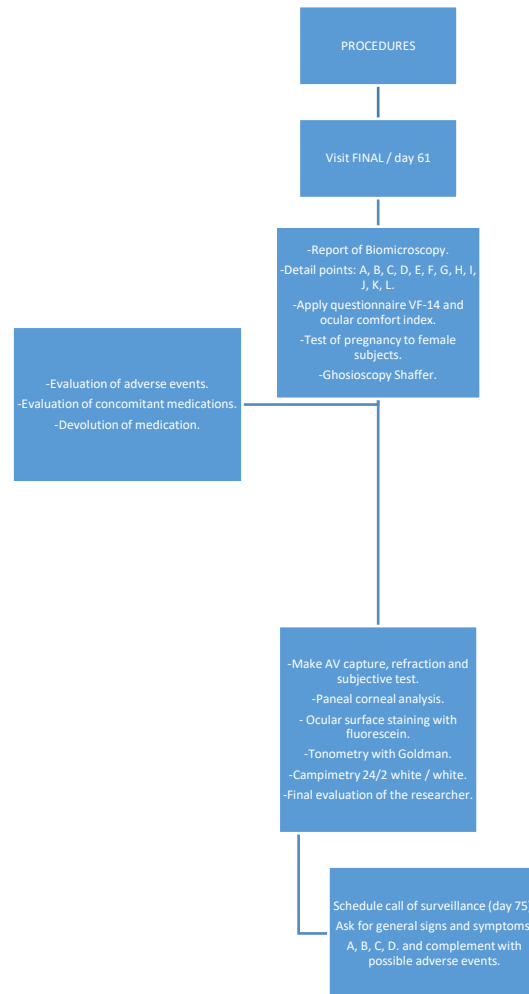 PROCEDURES
Visit FINAL / day 61
-Report of Biomicroscopy.
-Detail points: A, B, C, D, E, F, G, H, I,
J, K, L.
-Apply questionnaire VF-14 and
ocular comfort index.
-Test of pregnancy to female
subjects.
-Ghosioscopy Shaffer.
-Evaluation of adverse events.
-Evaluation of concomitant medications.
-Devolution of medication.
-Make AV capture, refraction and
subjective test.
-Paneal corneal analysis.
- Ocular surface staining with
fluorescein.
-Tonometry with Goldman.
-Campimetry 24/2 white / white.
-Final evaluation of the researcher.
Schedule call of surveillance (day 75)
Ask for general signs and symptoms
A, B, C, D. and complement with
possible adverse events.